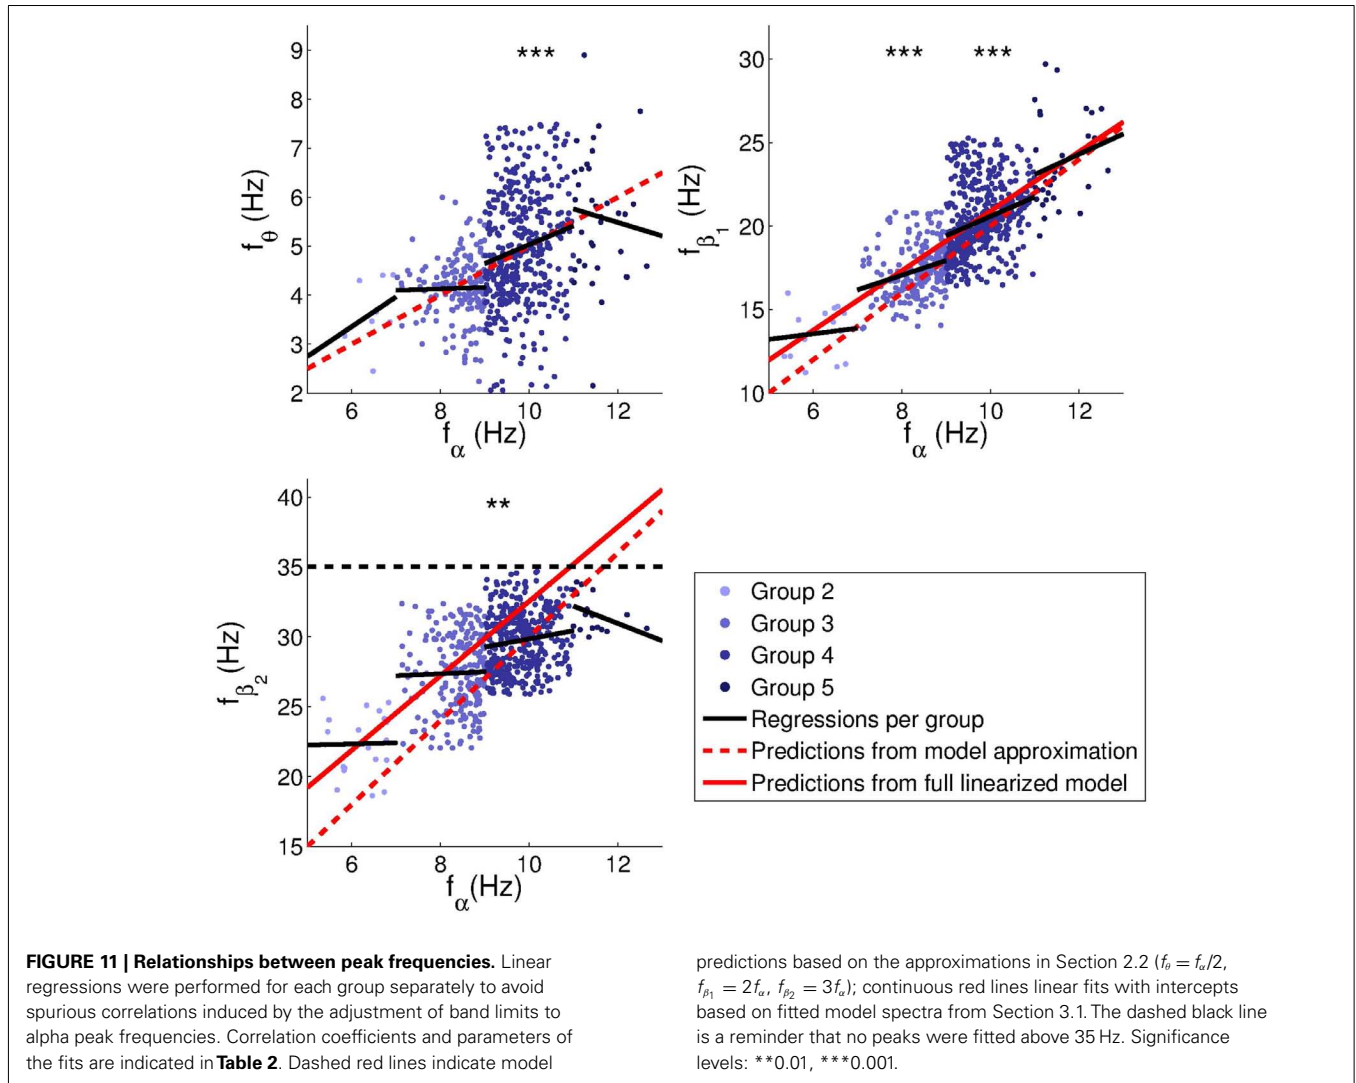 9
8
7
6
5
4
3
2
f_θ (Hz)
***
6 8 10 12
f_α (Hz)
30
25
20
15
10
f_β₁ (Hz)
*** ***
6 8 10 12
f_α (Hz)
40
35
30
25
20
15
f_β₂ (Hz)
**
6 8 10 12
f_α(Hz)
Group 2
Group 3
Group 4
Group 5
Regressions per group
Predictions from model approximation
Predictions from full linearized model
FIGURE 11 | Relationships between peak frequencies. Linear
regressions were performed for each group separately to avoid
spurious correlations induced by the adjustment of band limits to
alpha peak frequencies. Correlation coefficients and parameters of
the fits are indicated in Table 2. Dashed red lines indicate model
predictions based on the approximations in Section 2.2 (f_θ = f_α/2,
f_β₁ = 2f_α, f_β₂ = 3f_α); continuous red lines linear fits with intercepts
based on fitted model spectra from Section 3.1. The dashed black line
is a reminder that no peaks were fitted above 35 Hz. Significance
levels: **0.01, ***0.001.